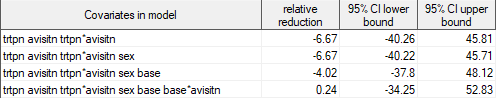 Covariates in model relative reduction 95% CI lower bound 95% CI upper bound
trtpn avisitn trtpn*avisitn -6.67 -40.26 45.81
trtpn avisitn trtpn*avisitn sex -6.67 -40.22 45.71
trtpn avisitn trtpn*avisitn sex base -4.02 -37.8 48.12
trtpn avisitn trtpn*avisitn sex base base*avisitn 0.24 -34.25 52.83